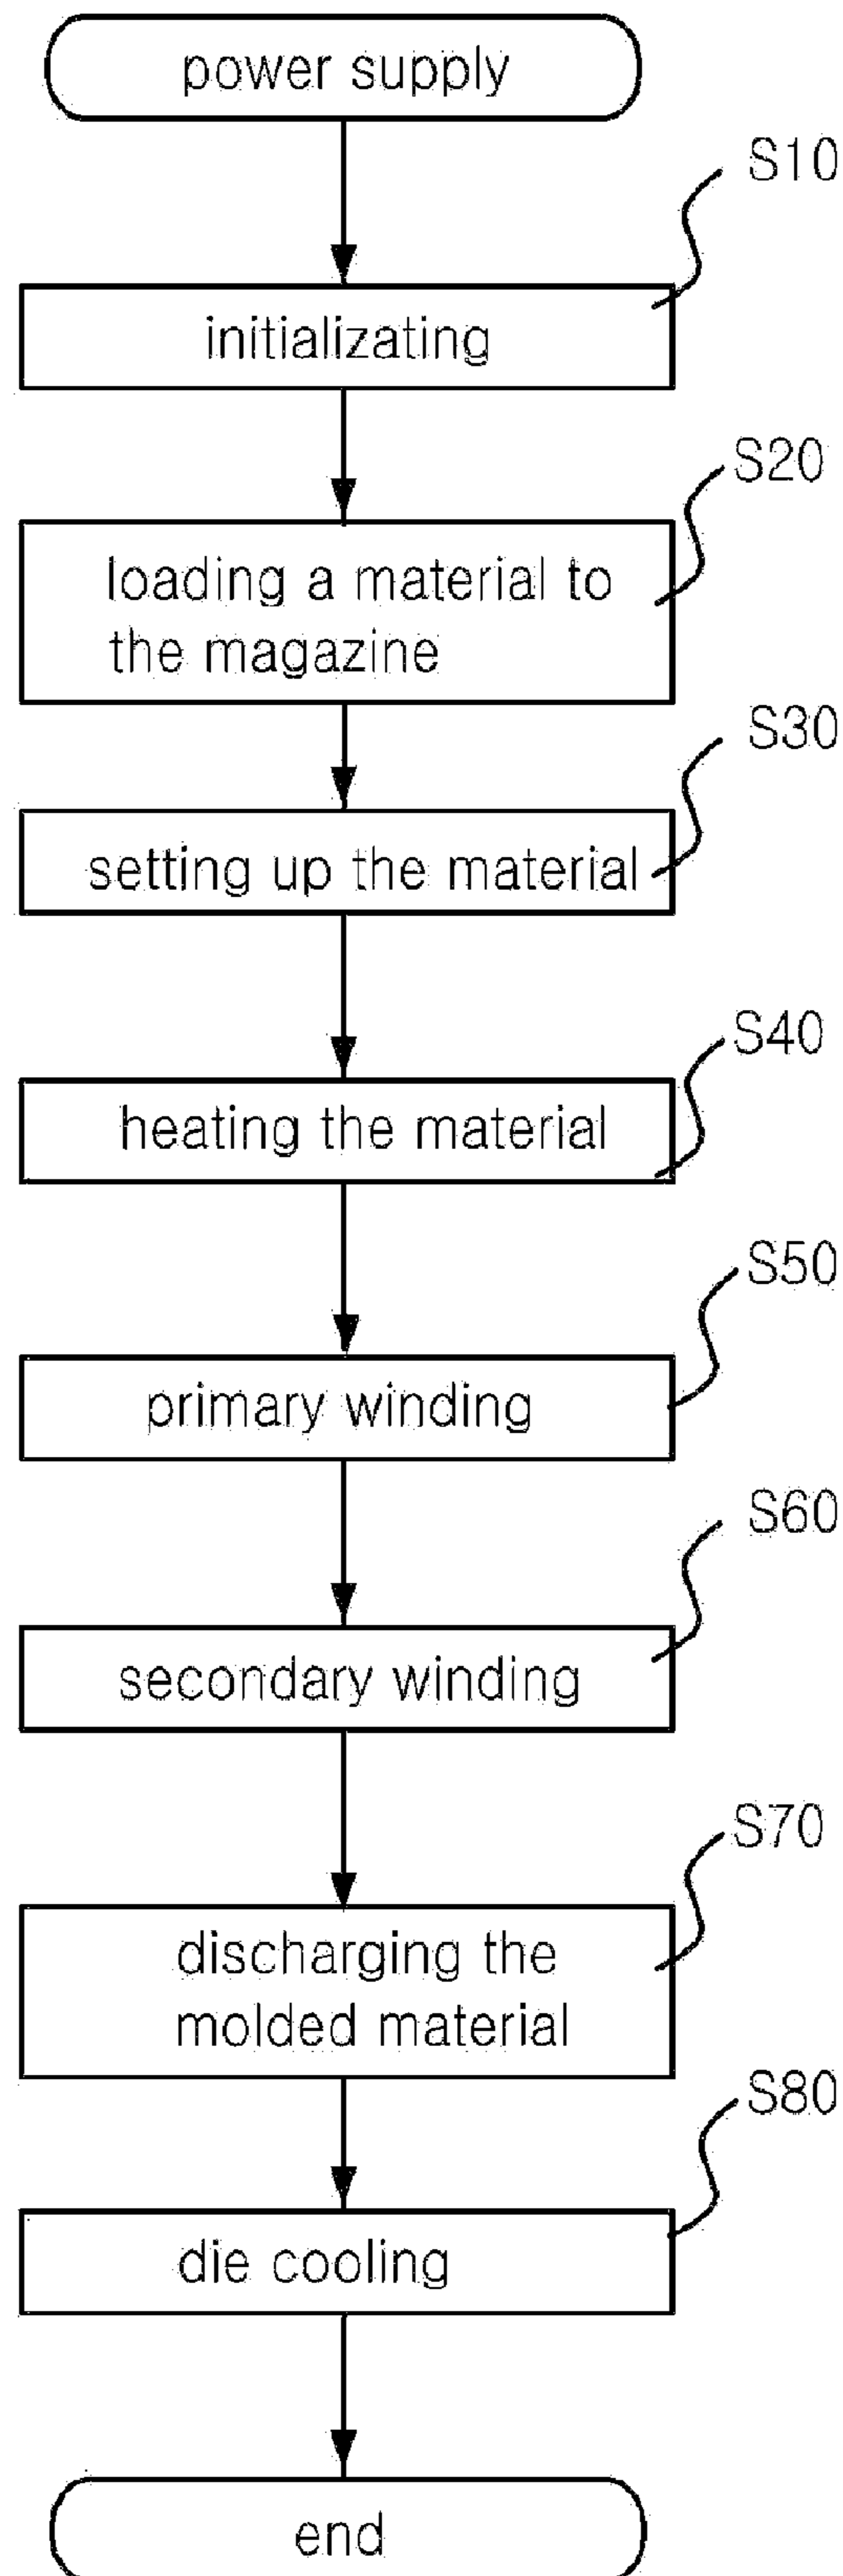 power supply
S10
initializating
S20
loading a material to
the magazine
S30
setting up the material
S40
heating the material
S50
primary winding
S60
secondary winding
S70
discharging the
molded material
S80
die cooling
end